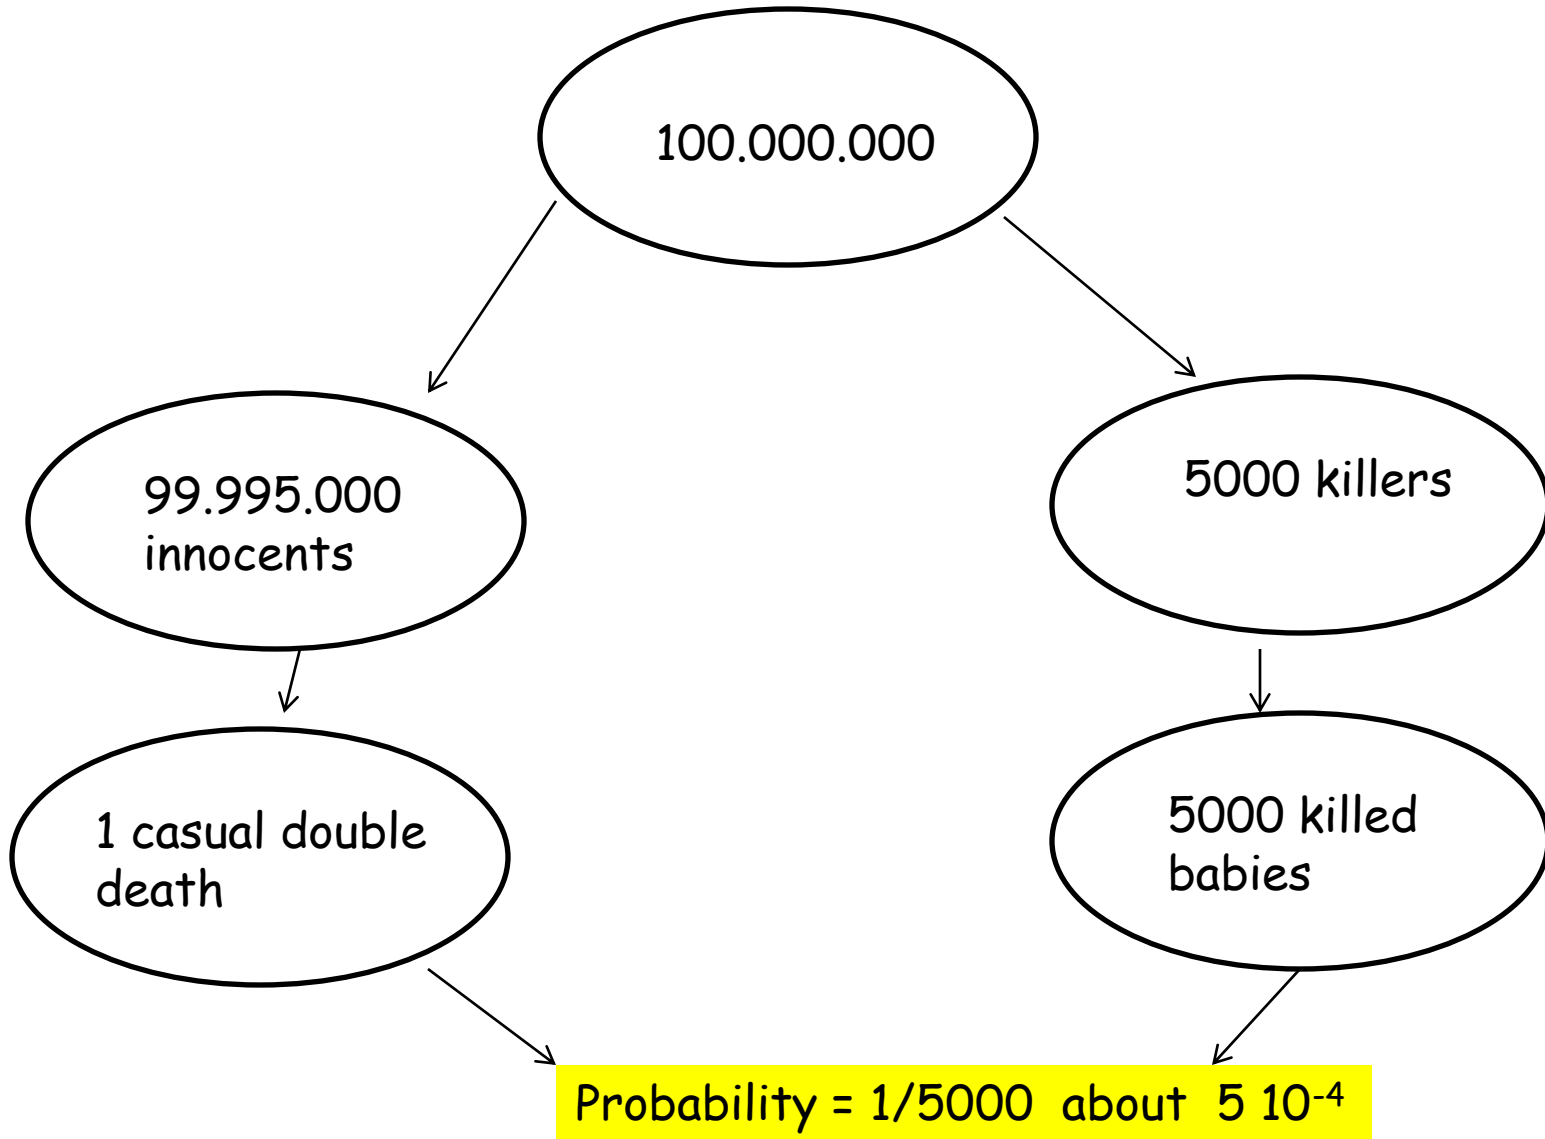 100.000.000
99.995.000
innocents
5000 killers
1 casual double
death
5000 killed
babies
Probability = 1/5000 about 5 10⁻⁴